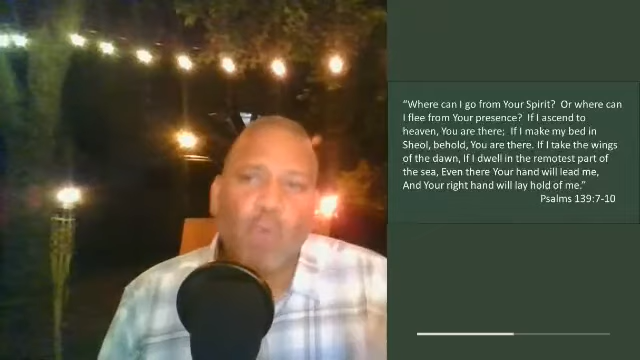 “Where can I go from Your Spirit?  Or where can
I flee from Your presence?  If I ascend to
heaven, You are there;  If I make my bed in
Sheol, behold, You are there. If I take the wings
of the dawn, If I dwell in the remotest part of
the sea, Even there Your hand will lead me,
And Your right hand will lay hold of me.”
Psalms 139:7-10